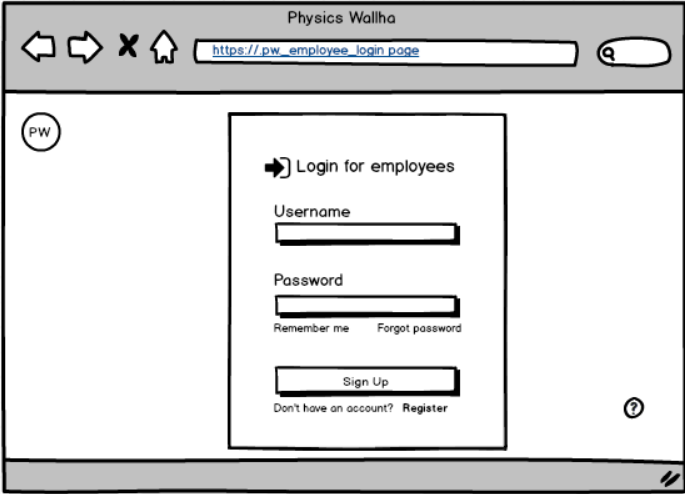 Physics Wallha
https://.pw_employee_login page
PW
Login for employees
Username
Password
Remember me Forgot password
Sign Up
Don't have an account? Register
?